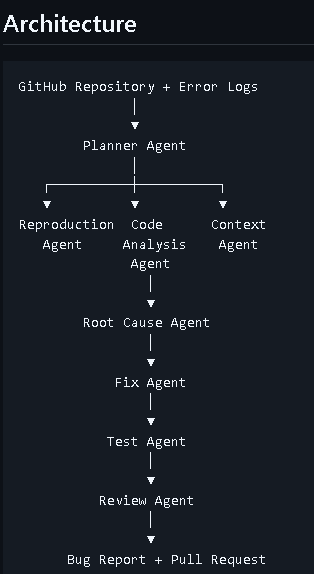 Architecture
GitHub Repository + Error Logs
Planner Agent
Reproduction Code Context
Agent Analysis Agent
Agent
Root Cause Agent
Fix Agent
Test Agent
Review Agent
Bug Report + Pull Request